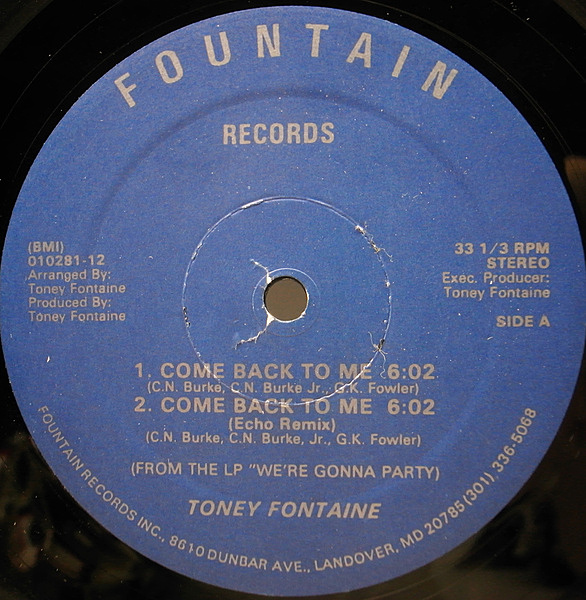 FOUNTAIN
RECORDS
(BMI)
010281-12
Arranged By:
Toney Fontaine
Produced By:
Toney Fontaine
33 1/3 RPM
STEREO
Exec. Producer:
Toney Fontaine
SIDE A
1. COME BACK TO ME 6:02
(C.N. Burke, C.N. Burke Jr., G.K. Fowler)
2. COME BACK TO ME 6:02
(Echo Remix)
(C.N. Burke, C.N. Burke, Jr., G.K. Fowler)
(FROM THE LP "WE'RE GONNA PARTY)
TONEY FONTAINE
FOUNTAIN RECORDS INC., 8610 DUNBAR AVE., LANDOVER, MD 20785 (301) 336-5068